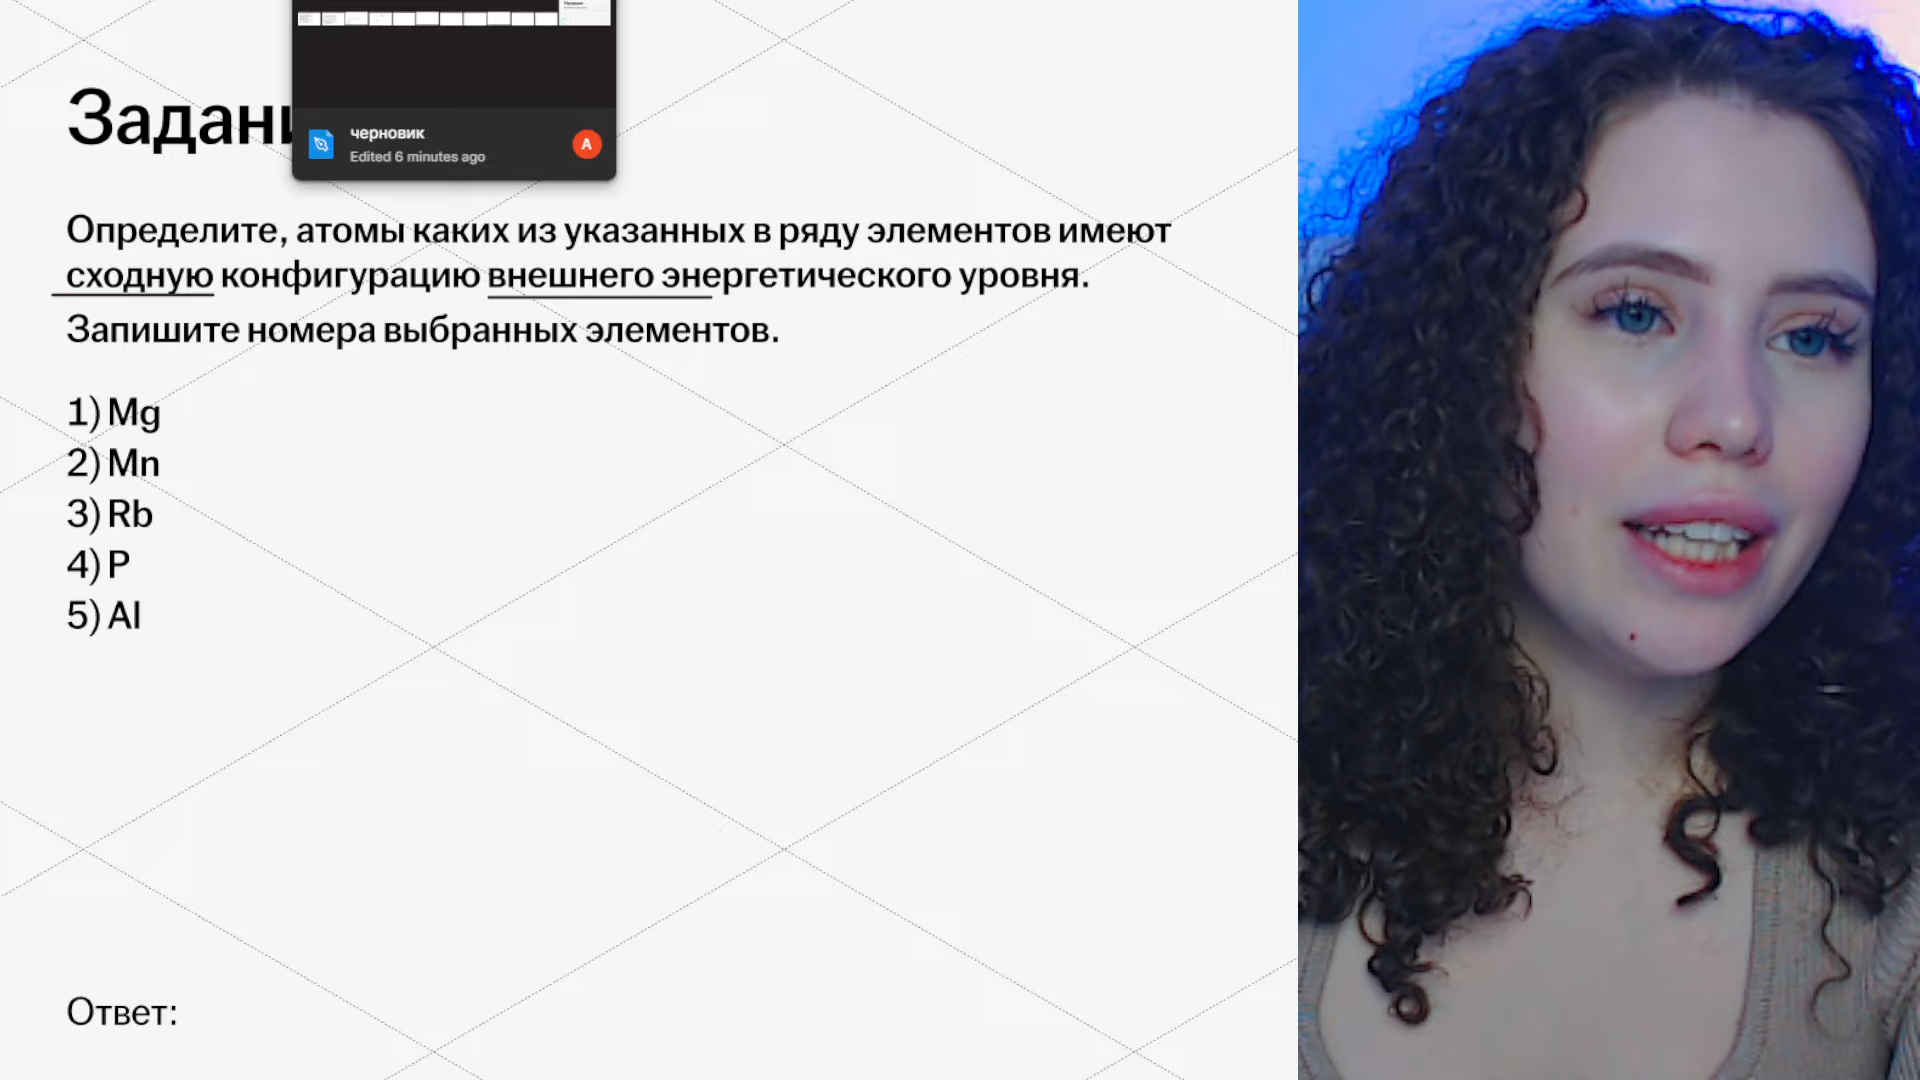 черновик
Edited 6 minutes ago
A
Определите, атомы каких из указанных в ряду элементов имеют
сходную конфигурацию внешнего энергетического уровня.
Запишите номера выбранных элементов.
1) Mg
2) Mn
3) Rb
4) P
5) Al
Ответ: